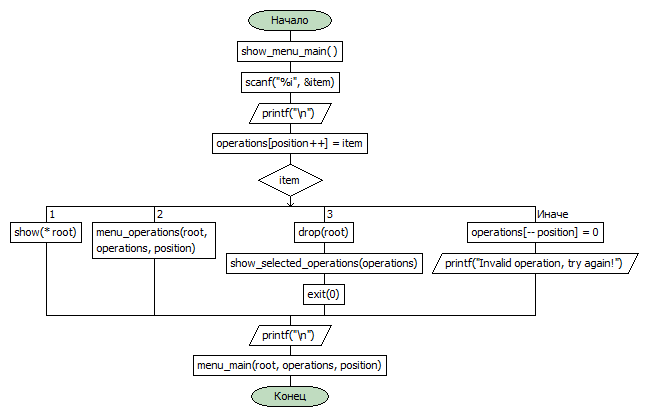 Начало
show_menu_main( )
scanf("%i", &item)
printf("\n")
operations[position++] = item
item
1
2
3
Иначе
show(* root)
menu_operations(root,
operations, position)
drop(root)
operations[-- position] = 0
show_selected_operations(operations)
printf("Invalid operation, try again!")
exit(0)
printf("\n")
menu_main(root, operations, position)
Конец